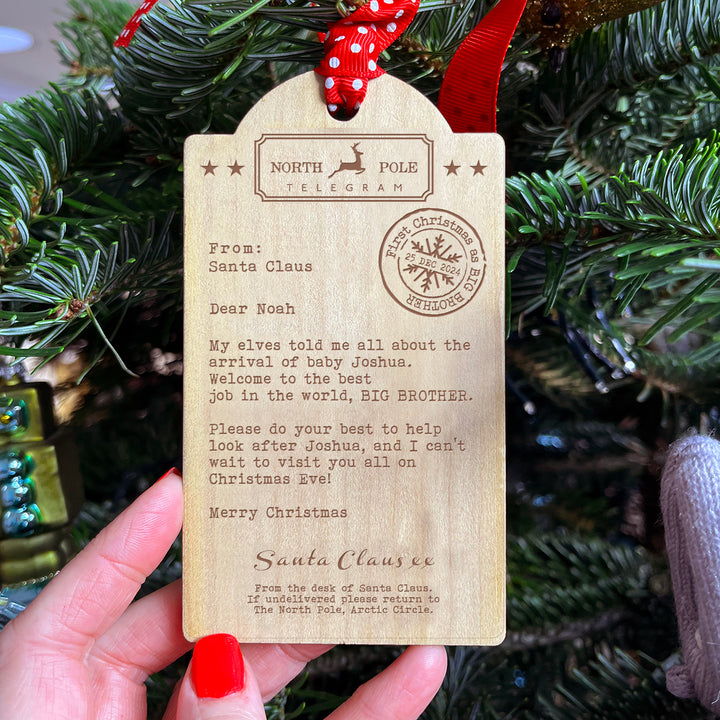 NORTH POLE
TELEGRAM
First Christmas as BIG BROTHER
25 DEC 2024
From:
Santa Claus
Dear Noah
My elves told me all about the
arrival of baby Joshua.
Welcome to the best
job in the world, BIG BROTHER.
Please do your best to help
look after Joshua, and I can't
wait to visit you all on
Christmas Eve!
Merry Christmas
Santa Claus xx
From the desk of Santa Claus.
If undelivered please return to
The North Pole, Arctic Circle.